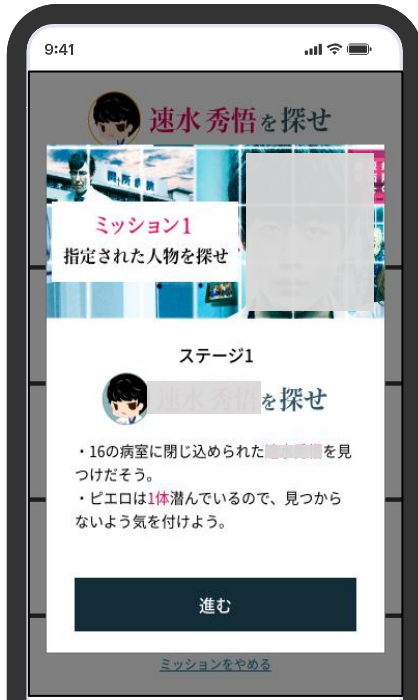 9:41
速水 秀悟を探せ
ミッション1
指定された人物を探せ
ステージ1
を探せ
・16の病室に閉じ込められた
を見
つけだそう。
・ピエロは1体潜んでいるので、見つから
ないよう気を付けよう。
進む
ミッションをやめる